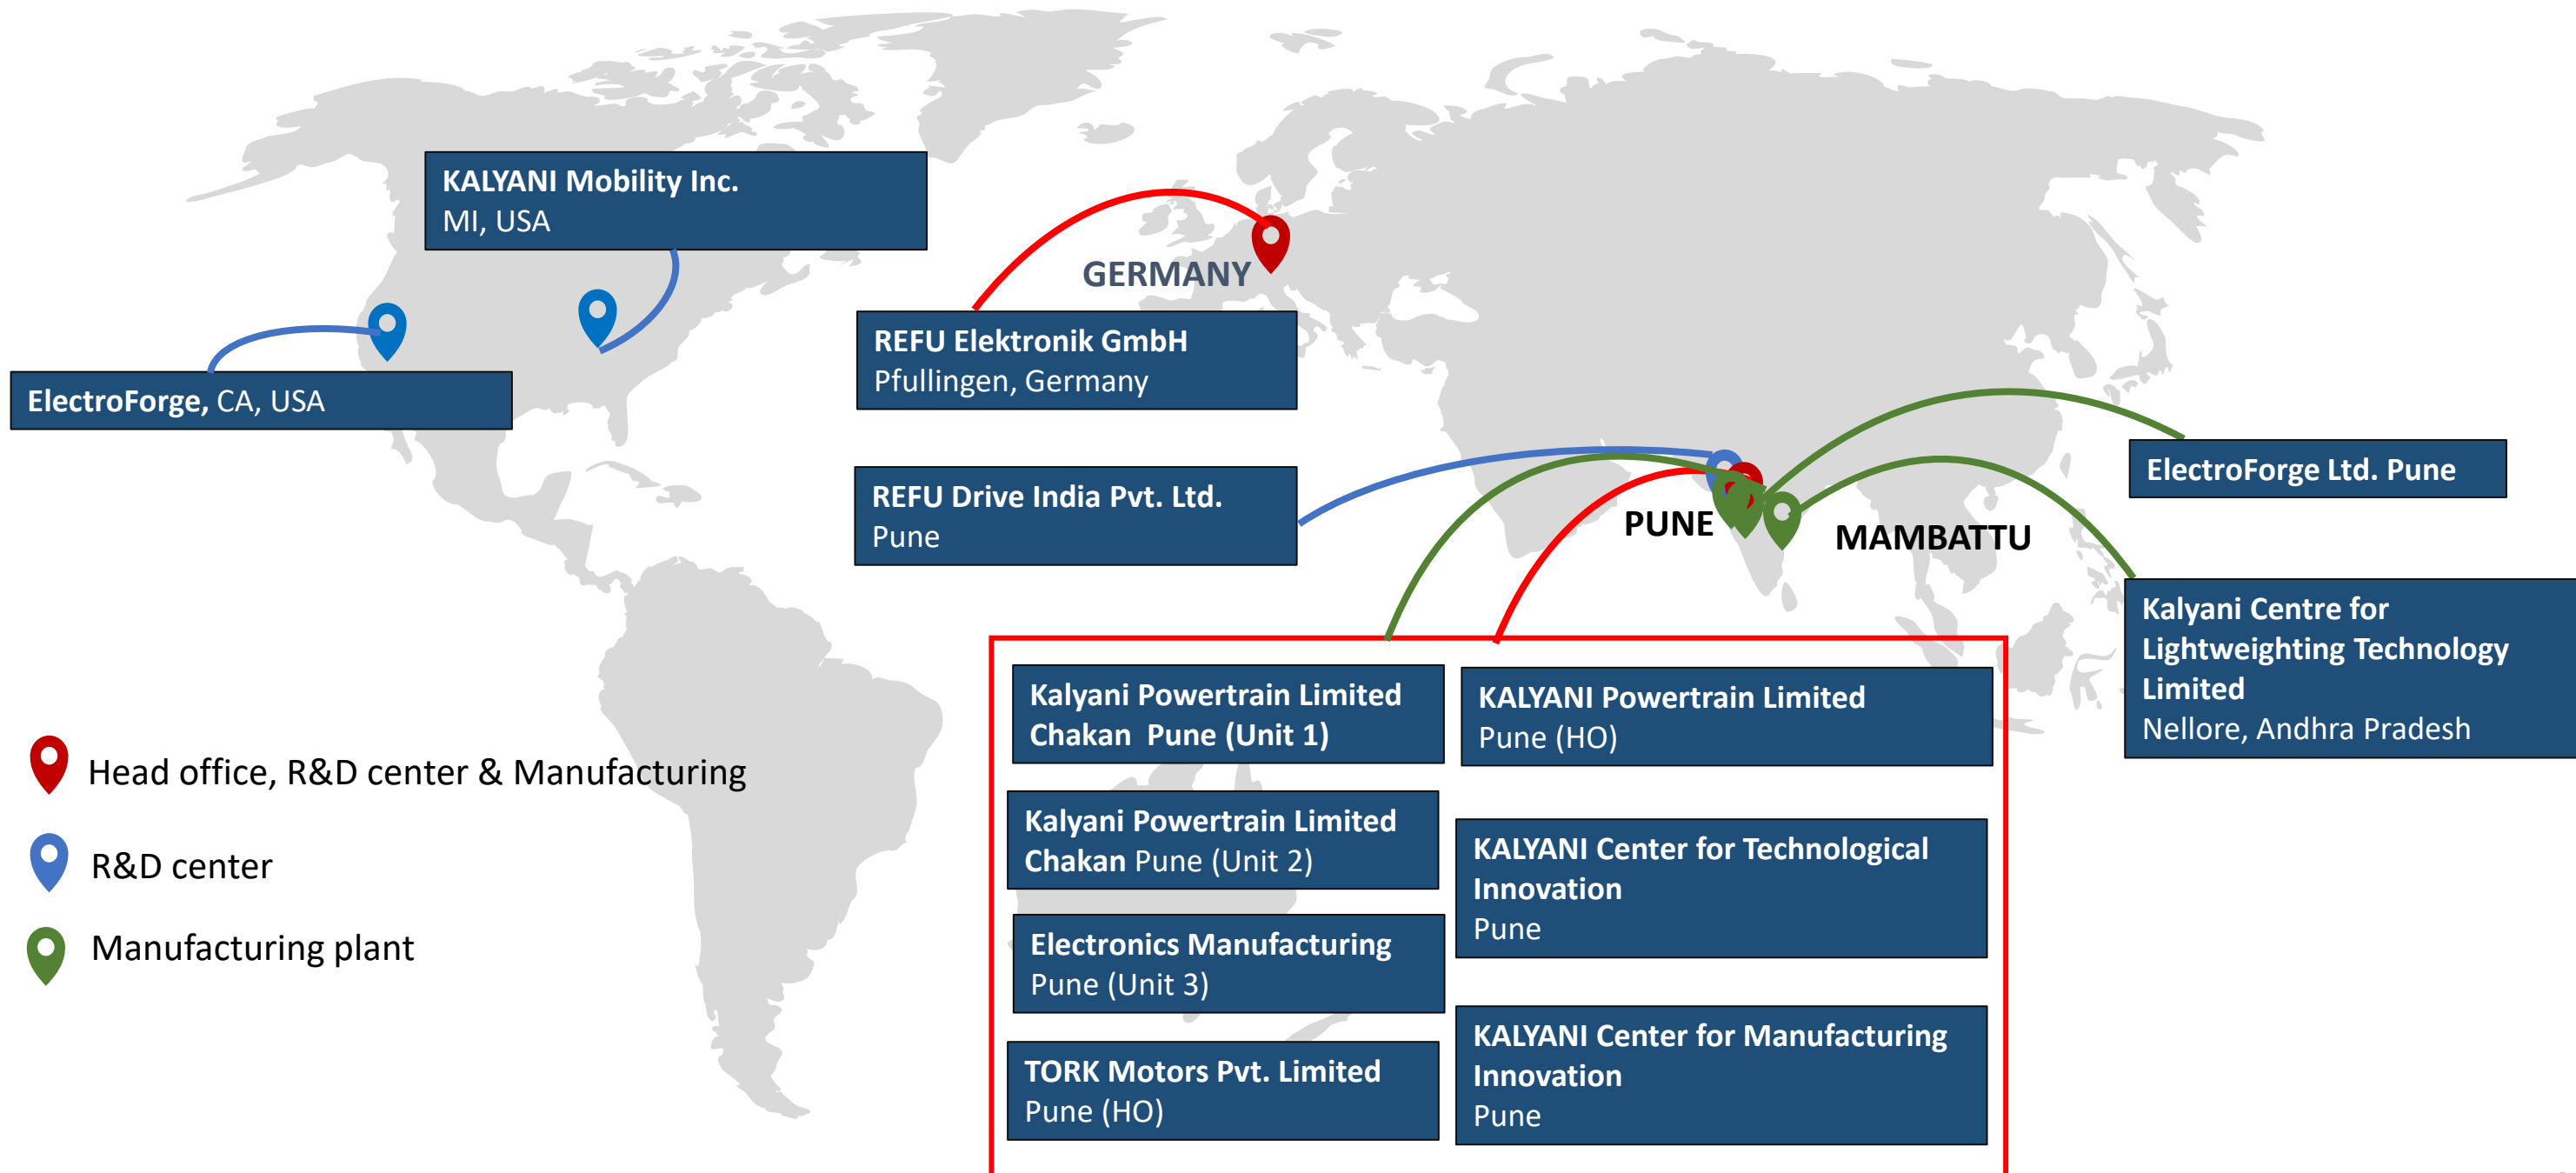 KALYANI Mobility Inc.
MI, USA
ElectroForge, CA, USA
GERMANY
REFU Elektronik GmbH
Pfullingen, Germany
REFU Drive India Pvt. Ltd.
Pune
PUNE
MAMBATTU
ElectroForge Ltd. Pune
Kalyani Centre for
Lightweighting Technology
Limited
Nellore, Andhra Pradesh
Kalyani Powertrain Limited
Chakan  Pune (Unit 1)
KALYANI Powertrain Limited
Pune (HO)
Kalyani Powertrain Limited
Chakan Pune (Unit 2)
KALYANI Center for Technological
Innovation
Pune
Electronics Manufacturing
Pune (Unit 3)
TORK Motors Pvt. Limited
Pune (HO)
KALYANI Center for Manufacturing
Innovation
Pune
Head office, R&D center & Manufacturing
R&D center
Manufacturing plant